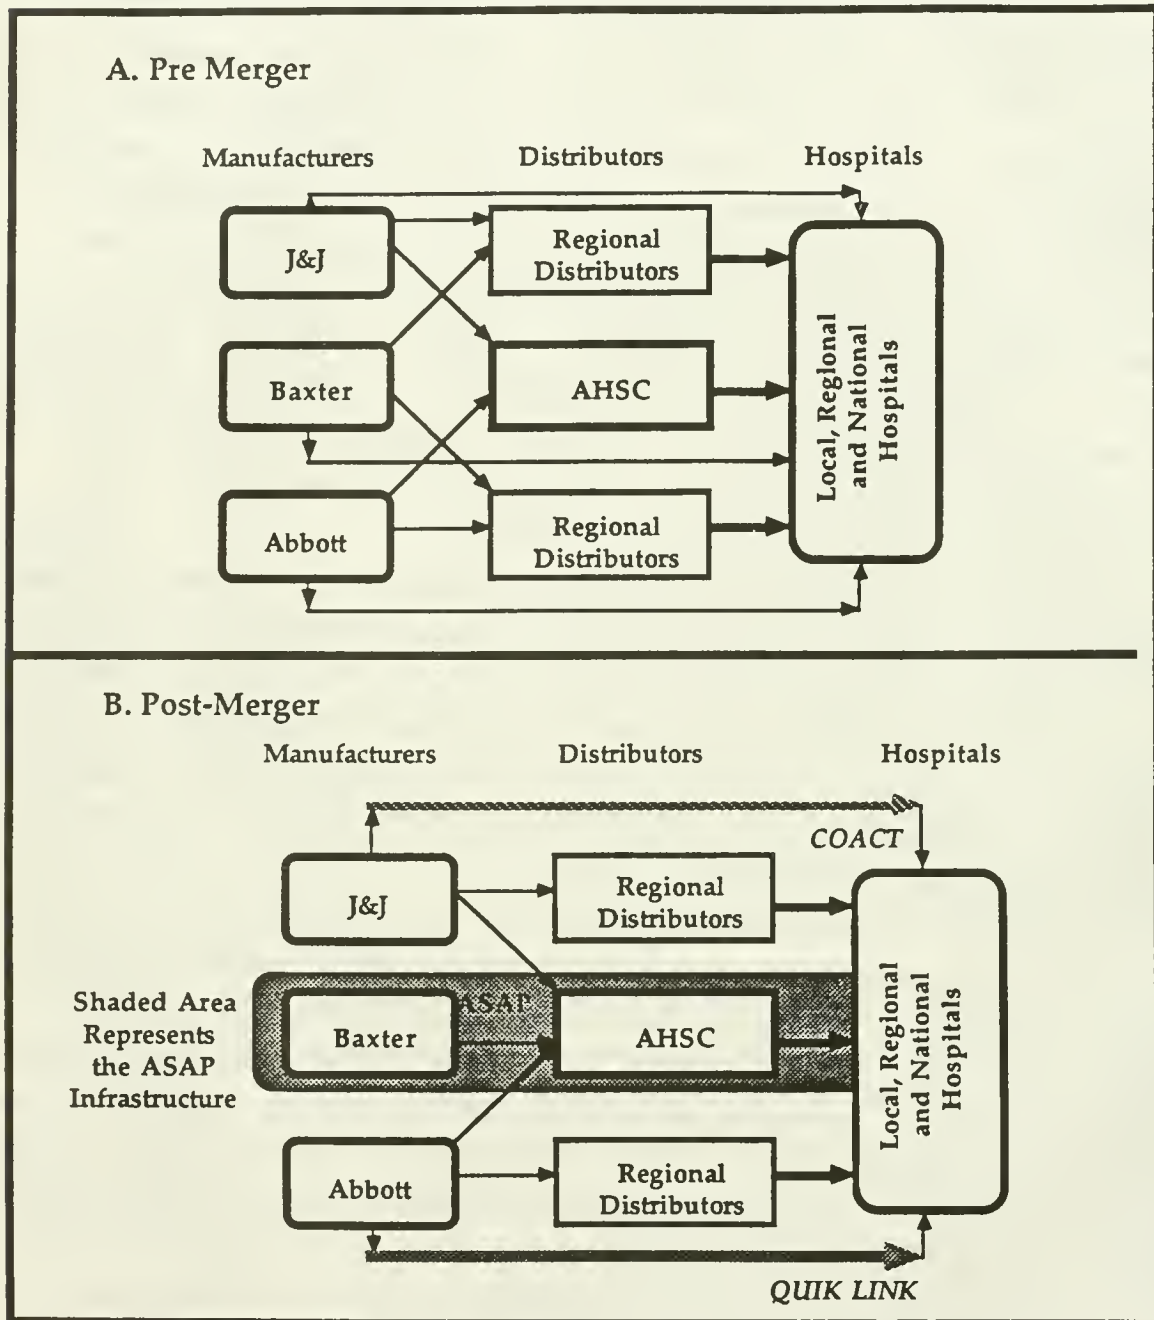 A. Pre Merger
Manufacturers
Distributors
Hospitals
J&J
Regional
Distributors
Baxter
AHSC
Abbott
Regional
Distributors
Local, Regional
and National
Hospitals
B. Post-Merger
Manufacturers
Distributors
Hospitals
COACT
J&J
Regional
Distributors
Shaded Area
Represents
the ASAP
Infrastructure
ASAP
Baxter
AHSC
Local, Regional
and National
Hospitals
Abbott
Regional
Distributors
QUIK LINK